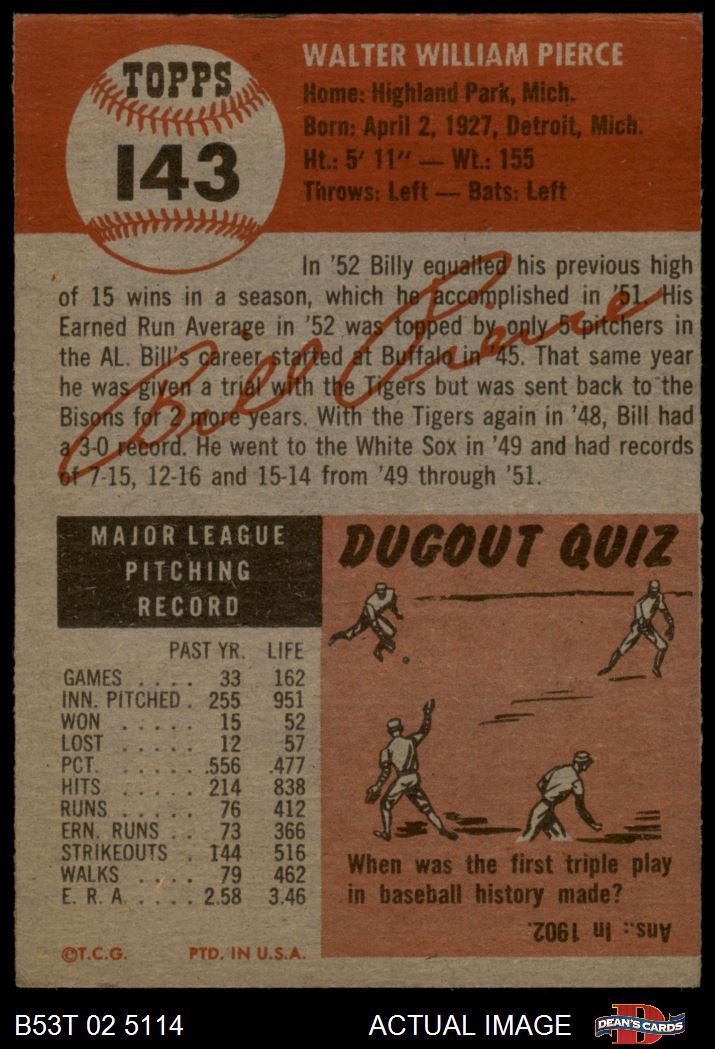 TOPPS
143
WALTER WILLIAM PIERCE
Home: Highland Park, Mich.
Born: April 2, 1927, Detroit, Mich.
Ht.: 5' 11" — Wt.: 155
Throws: Left — Bats: Left
In '52 Billy equalled his previous high
of 15 wins in a season, which he accomplished in '51. His
Earned Run Average in '52 was topped by only 5 pitchers in
the AL. Bill's career started at Buffalo in '45. That same year
he was given a trial with the Tigers but was sent back to the
Bisons for 2 more years. With the Tigers again in '48, Bill had
a 3-0 record. He went to the White Sox in '49 and had records
of 7-15, 12-16 and 15-14 from '49 through '51.
Bill Pierce
MAJOR LEAGUE
PITCHING
RECORD
PAST YR. LIFE
GAMES .... 33 162
INN. PITCHED. 255 951
WON ..... 15 52
LOST ..... 12 57
PCT. ..... .556 .477
HITS ..... 214 838
RUNS ..... 76 412
ERN. RUNS .. 73 366
STRIKEOUTS . 144 516
WALKS .... 79 462
E. R. A. .... 2.58 3.46
©T.C.G. PTD. IN U.S.A.
DUGOUT QUIZ
When was the first triple play
in baseball history made?
Ans.: In 1902.
B53T 02 5114
ACTUAL IMAGE
D
DEAN'S CARDS